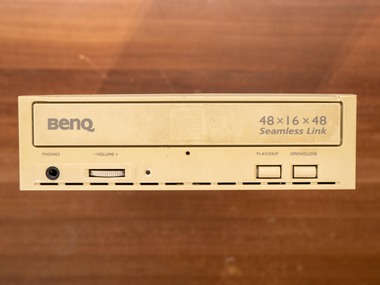 BENQ
48×16×48
Seamless Link
PHONES
- VOLUME +
PLAY/SKIP
OPEN/CLOSE